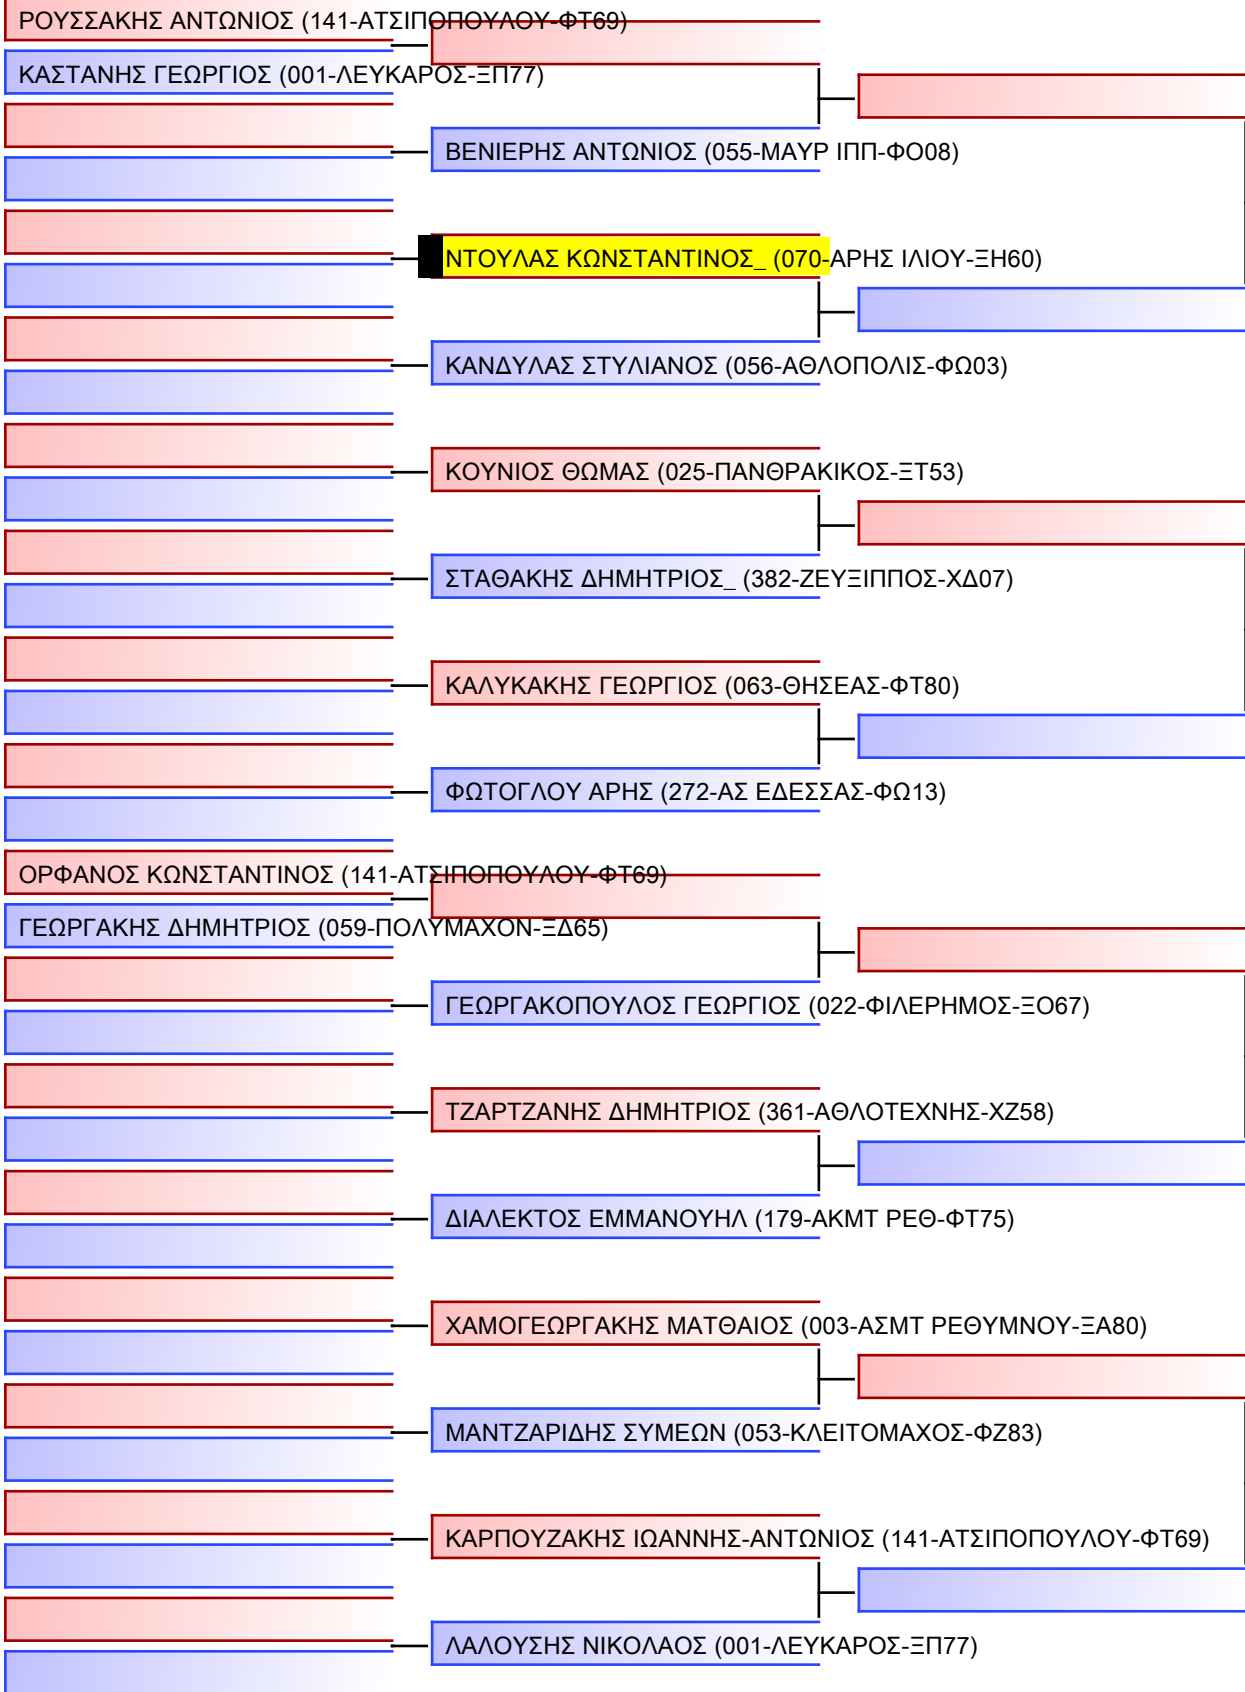 ΡΟΥΣΣΑΚΗΣ ΑΝΤΩΝΙΟΣ (141-ΑΤΣΙΠΟΠΟΥΛΟΥ-ΦΤ69)
ΚΑΣΤΑΝΗΣ ΓΕΩΡΓΙΟΣ (001-ΛΕΥΚΑΡΟΣ-ΞΠ77)
ΒΕΝΙΕΡΗΣ ΑΝΤΩΝΙΟΣ (055-ΜΑΥΡ ΙΠΠ-ΦΟ08)
ΝΤΟΥΛΑΣ ΚΩΝΣΤΑΝΤΙΝΟΣ_ (070-ΑΡΗΣ ΙΛΙΟΥ-ΞΗ60)
ΚΑΝΔΥΛΑΣ ΣΤΥΛΙΑΝΟΣ (056-ΑΘΛΟΠΟΛΙΣ-ΦΩ03)
ΚΟΥΝΙΟΣ ΘΩΜΑΣ (025-ΠΑΝΘΡΑΚΙΚΟΣ-ΞΤ53)
ΣΤΑΘΑΚΗΣ ΔΗΜΗΤΡΙΟΣ_ (382-ΖΕΥΞΙΠΠΟΣ-ΧΔ07)
ΚΑΛΥΚΑΚΗΣ ΓΕΩΡΓΙΟΣ (063-ΘΗΣΕΑΣ-ΦΤ80)
ΦΩΤΟΓΛΟΥ ΑΡΗΣ (272-ΑΣ ΕΔΕΣΣΑΣ-ΦΩ13)
ΟΡΦΑΝΟΣ ΚΩΝΣΤΑΝΤΙΝΟΣ (141-ΑΤΣΙΠΟΠΟΥΛΟΥ-ΦΤ69)
ΓΕΩΡΓΑΚΗΣ ΔΗΜΗΤΡΙΟΣ (059-ΠΟΛΥΜΑΧΟΝ-ΞΔ65)
ΓΕΩΡΓΑΚΟΠΟΥΛΟΣ ΓΕΩΡΓΙΟΣ (022-ΦΙΛΕΡΗΜΟΣ-ΞΟ67)
ΤΖΑΡΤΖΑΝΗΣ ΔΗΜΗΤΡΙΟΣ (361-ΑΘΛΟΤΕΧΝΗΣ-ΧΖ58)
ΔΙΑΛΕΚΤΟΣ ΕΜΜΑΝΟΥΗΛ (179-ΑΚΜΤ ΡΕΘ-ΦΤ75)
ΧΑΜΟΓΕΩΡΓΑΚΗΣ ΜΑΤΘΑΙΟΣ (003-ΑΣΜΤ ΡΕΘΥΜΝΟΥ-ΞΑ80)
ΜΑΝΤΖΑΡΙΔΗΣ ΣΥΜΕΩΝ (053-ΚΛΕΙΤΟΜΑΧΟΣ-ΦΖ83)
ΚΑΡΠΟΥΖΑΚΗΣ ΙΩΑΝΝΗΣ-ΑΝΤΩΝΙΟΣ (141-ΑΤΣΙΠΟΠΟΥΛΟΥ-ΦΤ69)
ΛΑΛΟΥΣΗΣ ΝΙΚΟΛΑΟΣ (001-ΛΕΥΚΑΡΟΣ-ΞΠ77)